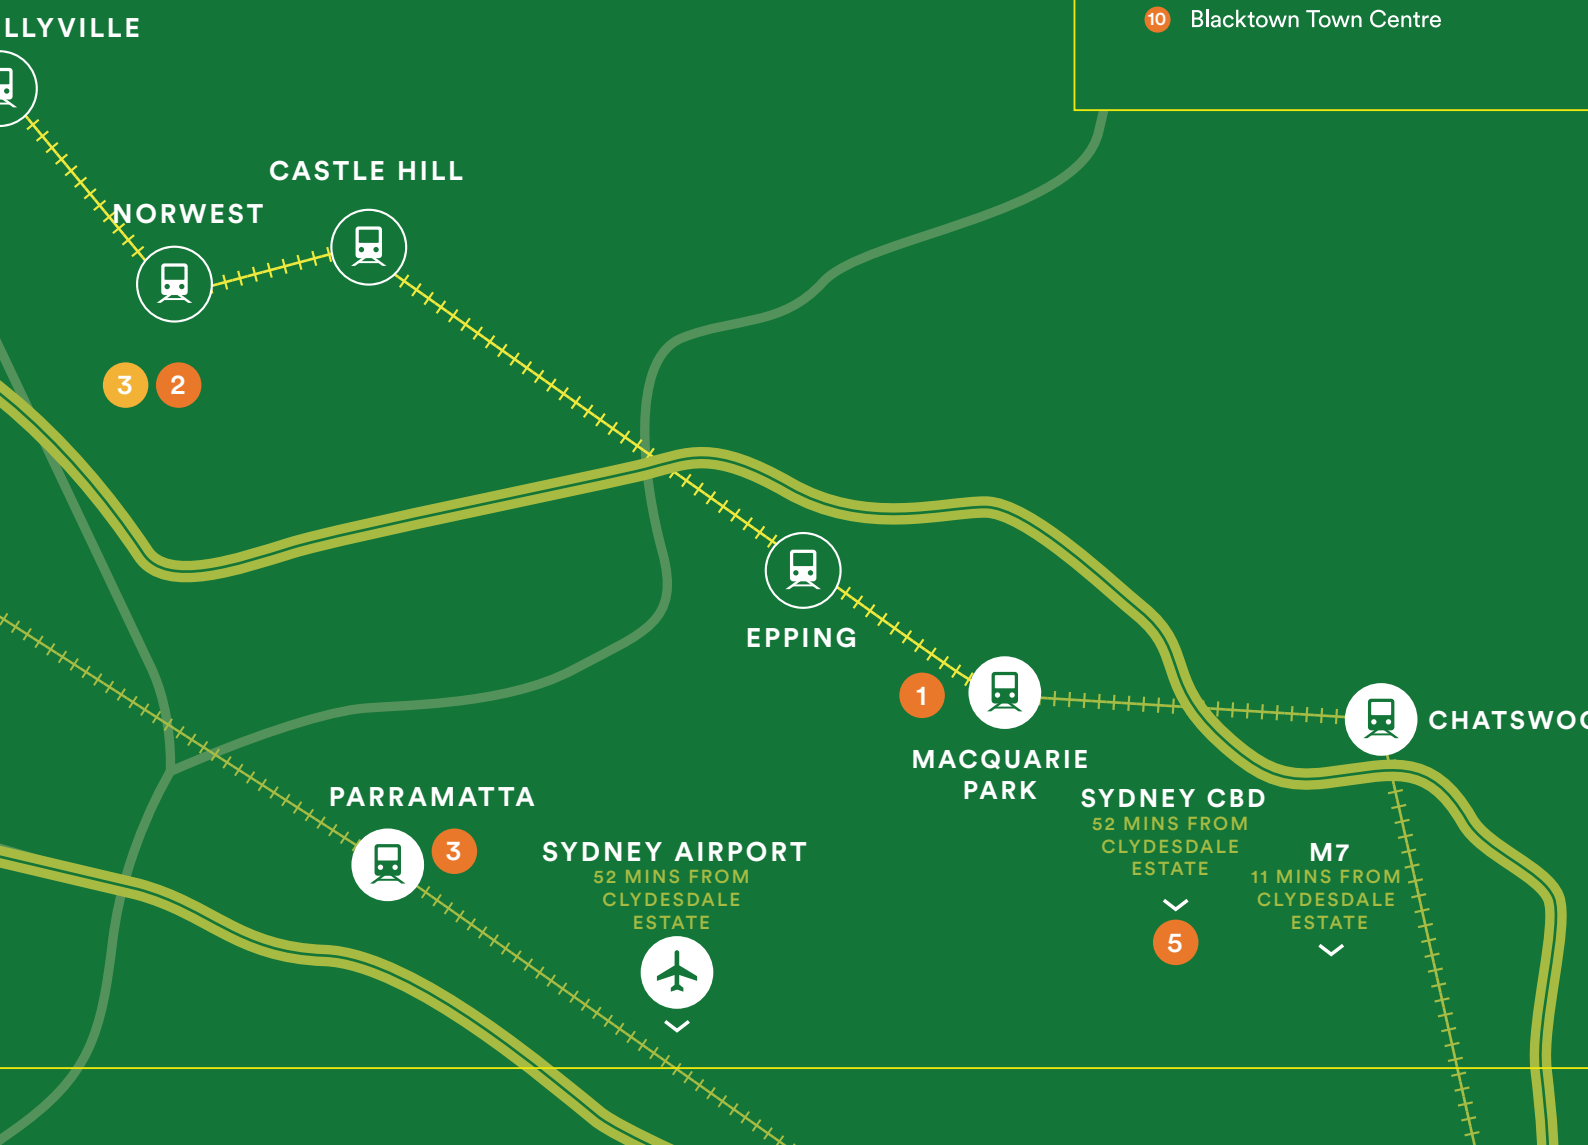 LLYVILLE
10 Blacktown Town Centre
CASTLE HILL
NORWEST
3 2
EPPING
1
CHATSWOO
MACQUARIE
PARK
PARRAMATTA
3
SYDNEY AIRPORT
52 MINS FROM
CLYDESDALE
ESTATE
SYDNEY CBD
52 MINS FROM
CLYDESDALE
ESTATE
5
M7
11 MINS FROM
CLYDESDALE
ESTATE